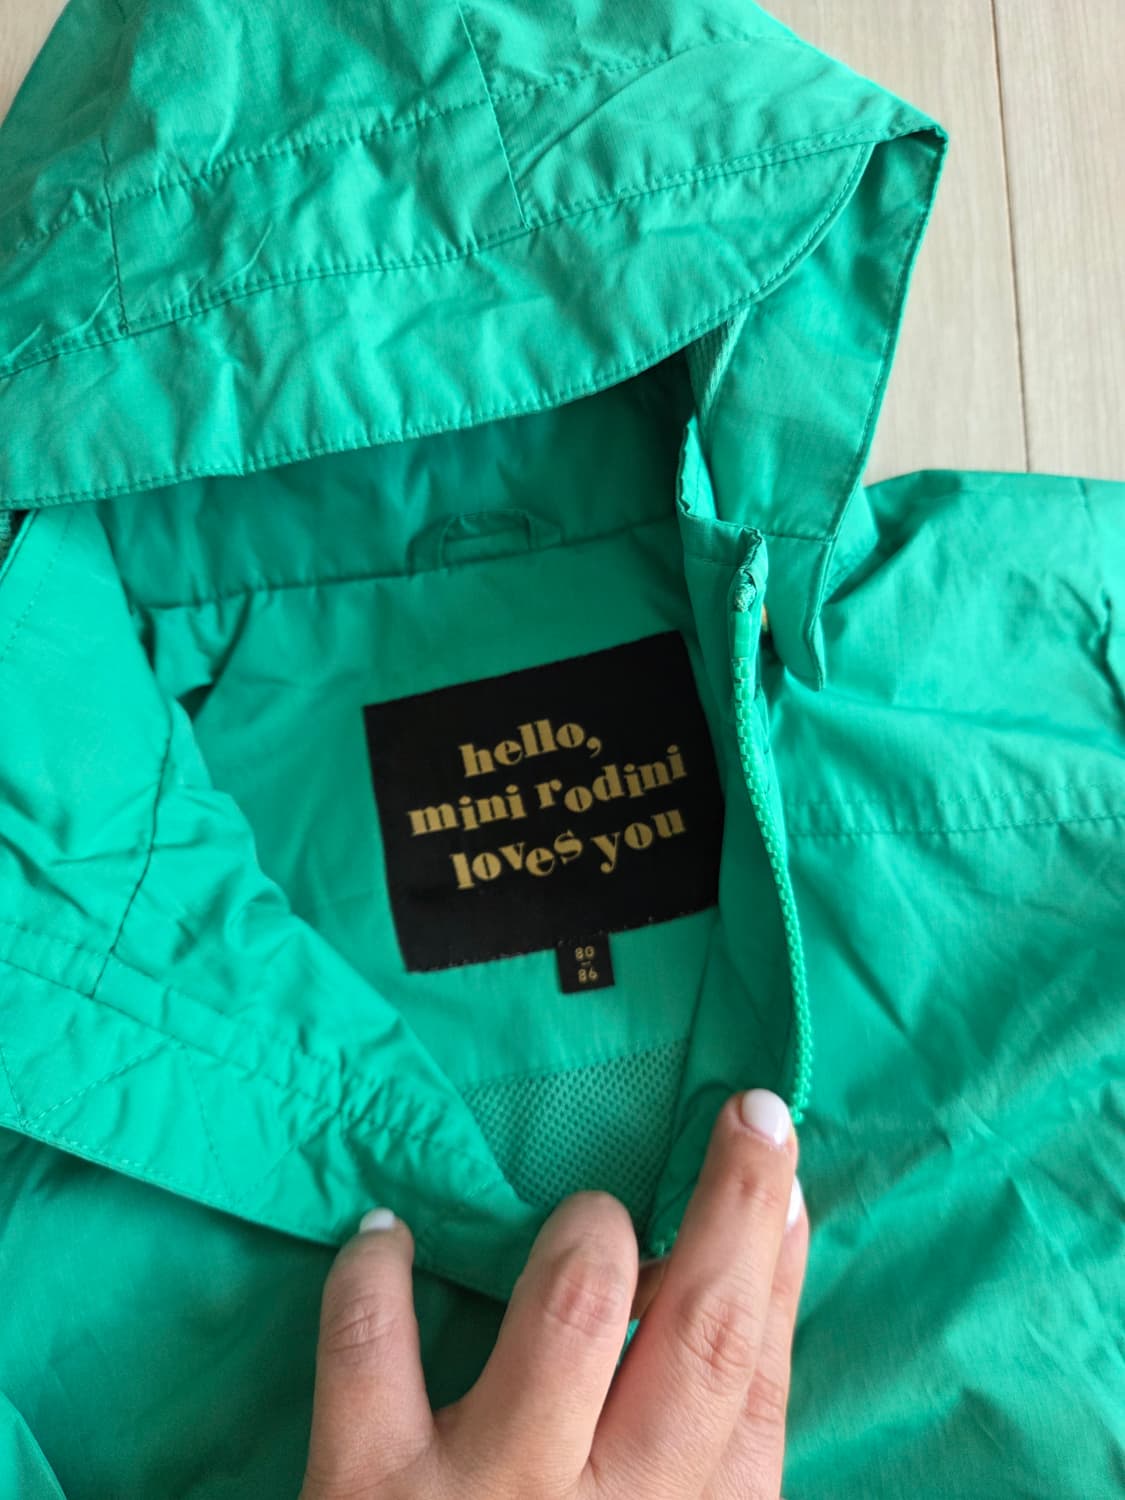 hello,
mini rodini
loves you
80
86